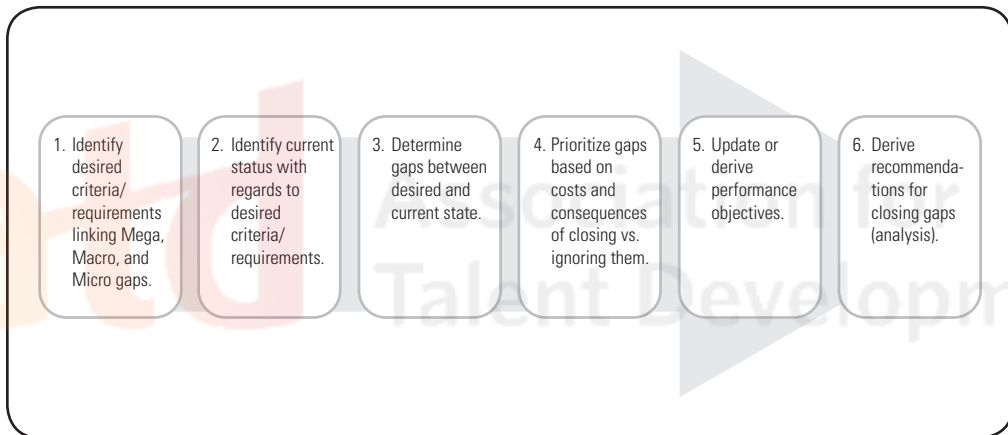 1. Identify
desired
criteria/
requirements
linking Mega,
Macro, and
Micro gaps.
2. Identify current
status with
regards to
desired
criteria/
requirements.
3. Determine
gaps between
desired and
current state.
4. Prioritize gaps
based on
costs and
consequences
of closing vs.
ignoring them.
5. Update or
derive
performance
objectives.
6. Derive
recommenda-
tions for
closing gaps
(analysis).
atd
Association for
Talent Developm